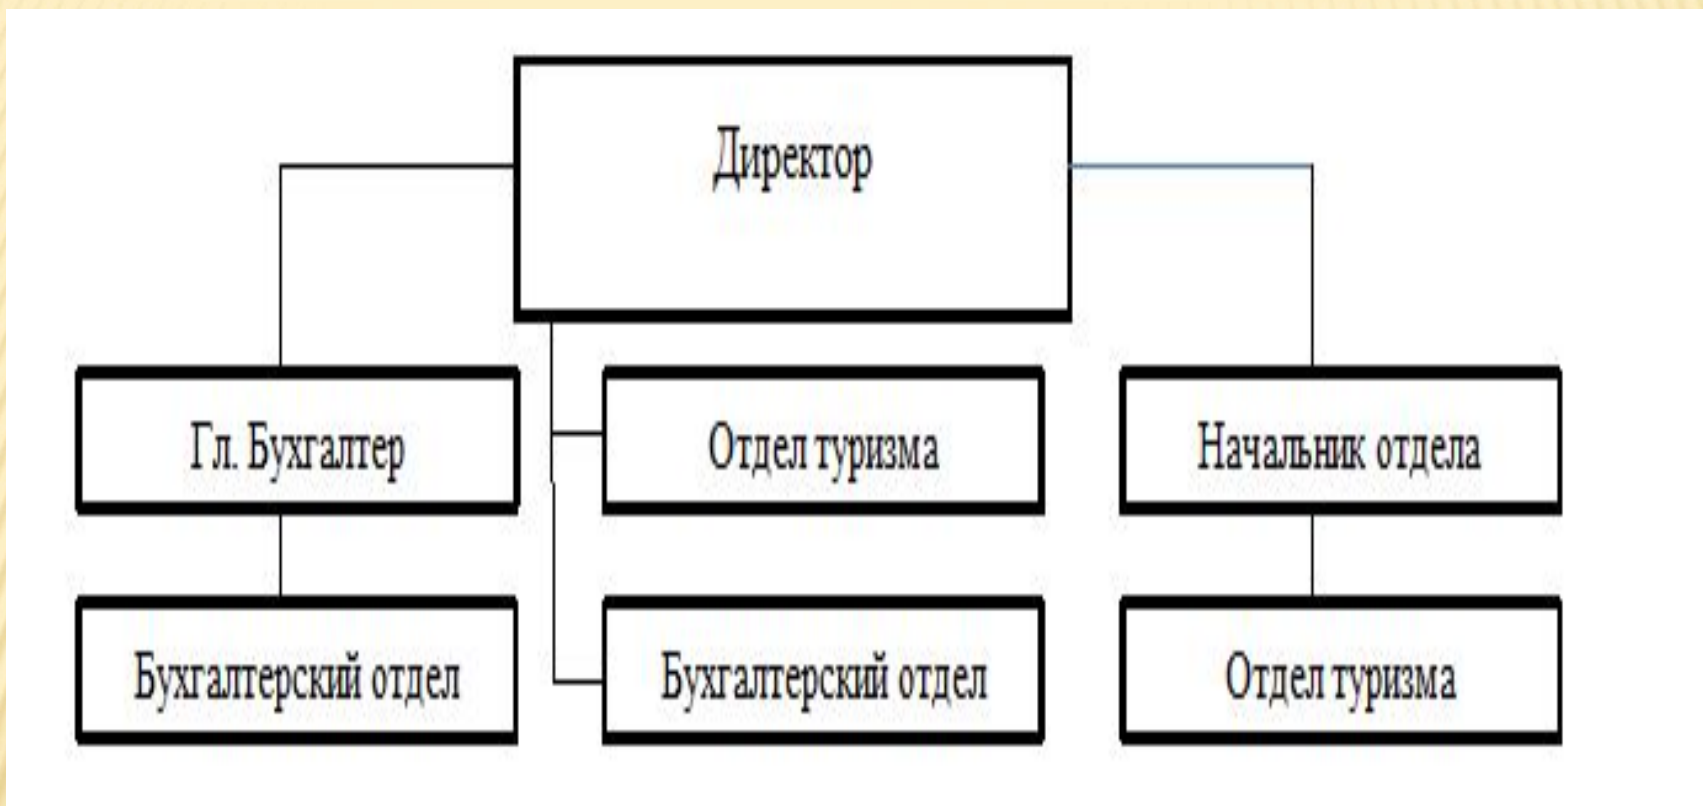 Директор
Гл. Бухгалтер
Отдел туризма
Начальник отдела
Бухгалтерский отдел
Бухгалтерский отдел
Отдел туризма